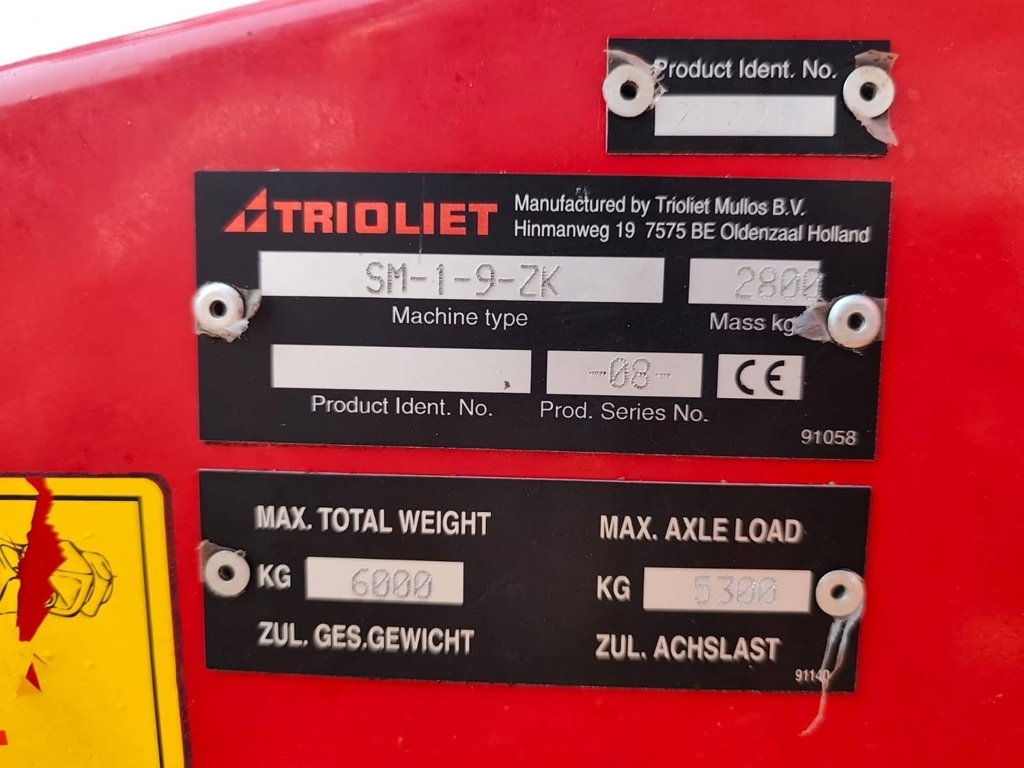 Product Ident. No.
TRIOLIET
Manufactured by Trioliet Mullos B.V.
Hinmanweg 19 7575 BE Oldenzaal Holland
SM-1-9-ZK
2800
Machine type
Mass kg
-08-
CE
Product Ident. No.
Prod. Series No.
91058
MAX. TOTAL WEIGHT
MAX. AXLE LOAD
KG 6000
KG 5300
ZUL. GES.GEWICHT
ZUL. ACHSLAST
91140